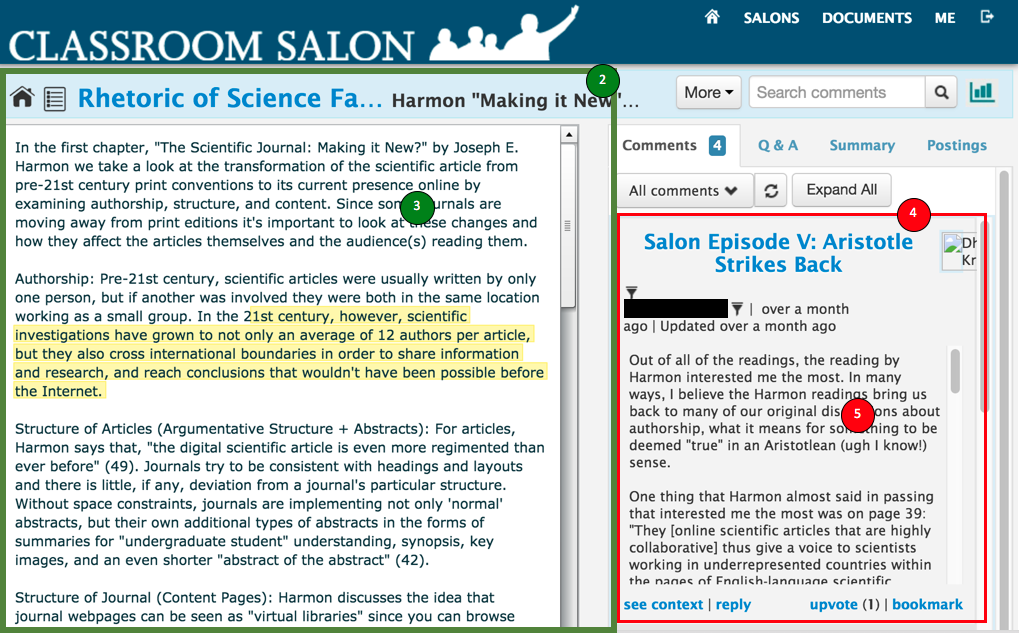 CLASSROOM SALON
SALONS DOCUMENTS ME
2
Rhetoric of Science Fa... Harmon "Making it New"...
More
Search comments
Comments 4 Q & A Summary Postings
All comments Expand All
In the first chapter, "The Scientific Journal: Making it New?" by Joseph E.
Harmon we take a look at the transformation of the scientific article from
pre-21st century print conventions to its current presence online by
examining authorship, structure, and content. Since journals are
moving away from print editions it's important to look at these changes and
how they affect the articles themselves and the audience(s) reading them.
3
Authorship: Pre-21st century, scientific articles were usually written by only
one person, but if another was involved they were both in the same location
working as a small group. In the 21st century, however, scientific
investigations have grown to not only an average of 12 authors per article,
but they also cross international boundaries in order to share information
and research, and reach conclusions that wouldn't have been possible before
the Internet.
Structure of Articles (Argumentative Structure + Abstracts): For articles,
Harmon says that, "the digital scientific article is even more regimented than
ever before" (49). Journals try to be consistent with headings and layouts
and there is little, if any, deviation from a journal's particular structure.
Without space constraints, journals are implementing not only 'normal'
abstracts, but their own additional types of abstracts in the forms of
summaries for "undergraduate student" understanding, synopsis, key
images, and an even shorter "abstract of the abstract" (42).
Structure of Journal (Content Pages): Harmon discusses the idea that
journal webpages can be seen as "virtual libraries" since you can browse
4
Salon Episode V: Aristotle
Strikes Back
Dh
Kr
| over a month
ago | Updated over a month ago
Out of all of the readings, the reading by
Harmon interested me the most. In many
ways, I believe the Harmon readings bring us
back to many of our original discussions about
authorship, what it means for something to be
deemed "true" in an Aristotlean (ugh I know!)
sense.
5
One thing that Harmon almost said in passing
that interested me the most was on page 39:
"They [online scientific articles that are highly
collaborative] thus give a voice to scientists
working in underrepresented countries within
the pages of English-language scientific
see context | reply upvote (1) | bookmark